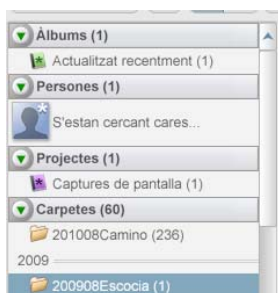 Àlbums (1)
Actualitzat recentment (1)
Persones (1)
S'estan cercant cares...
Projectes (1)
Captures de pantalla (1)
Carpetes (60)
201008Camino (236)
2009
200908Escocia (1)